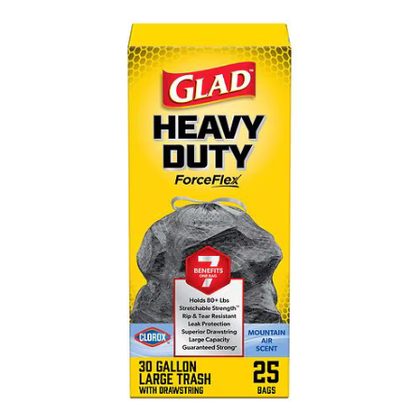 GLAD
HEAVY
DUTY
ForceFlex
7
BENEFITS
ONE BAG
Holds 80+ Lbs
Stretchable Strength™
Rip & Tear Resistant
Leak Protection
Superior Drawstring
Large Capacity
Guaranteed Strong*
CLOROX
MOUNTAIN
AIR
SCENT
30 GALLON
LARGE TRASH
WITH DRAWSTRING
25
BAGS